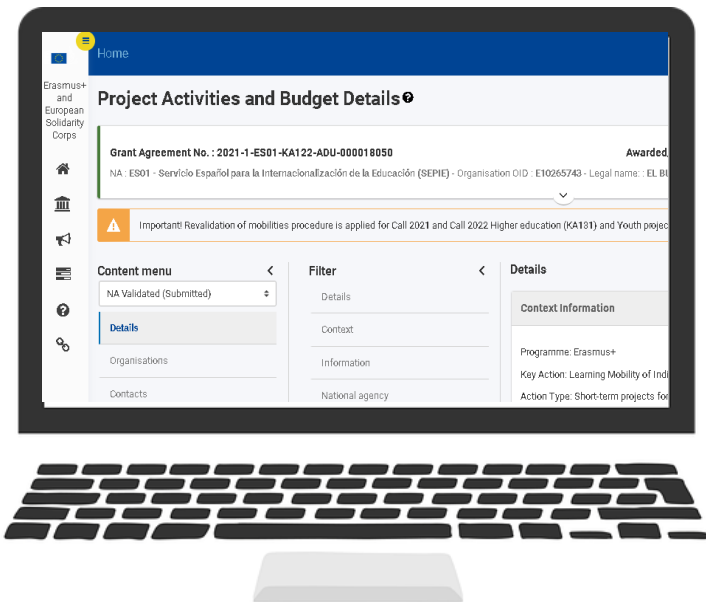 Home
Erasmus+
and
European
Solidarity
Corps
Project Activities and Budget Details
Grant Agreement No. : 2021-1-ES01-KA122-ADU-000018050
Awarded,
NA : ES01 - Servicio Español para la Internacionalización de la Educación (SEPIE) - Organisation OID : E10265743 - Legal name: : EL
Important! Revalidation of mobilities procedure is applied for Call 2021 and Call 2022 Higher education (KA131) and Youth projec
Content menu
NA Validated (Submitted)
Details
Organisations
Contacts
Filter
Details
Context
Information
National agency
Details
Context Information
Programme: Erasmus+
Key Action: Learning Mobility of Indi
Action Type: Short-term projects for